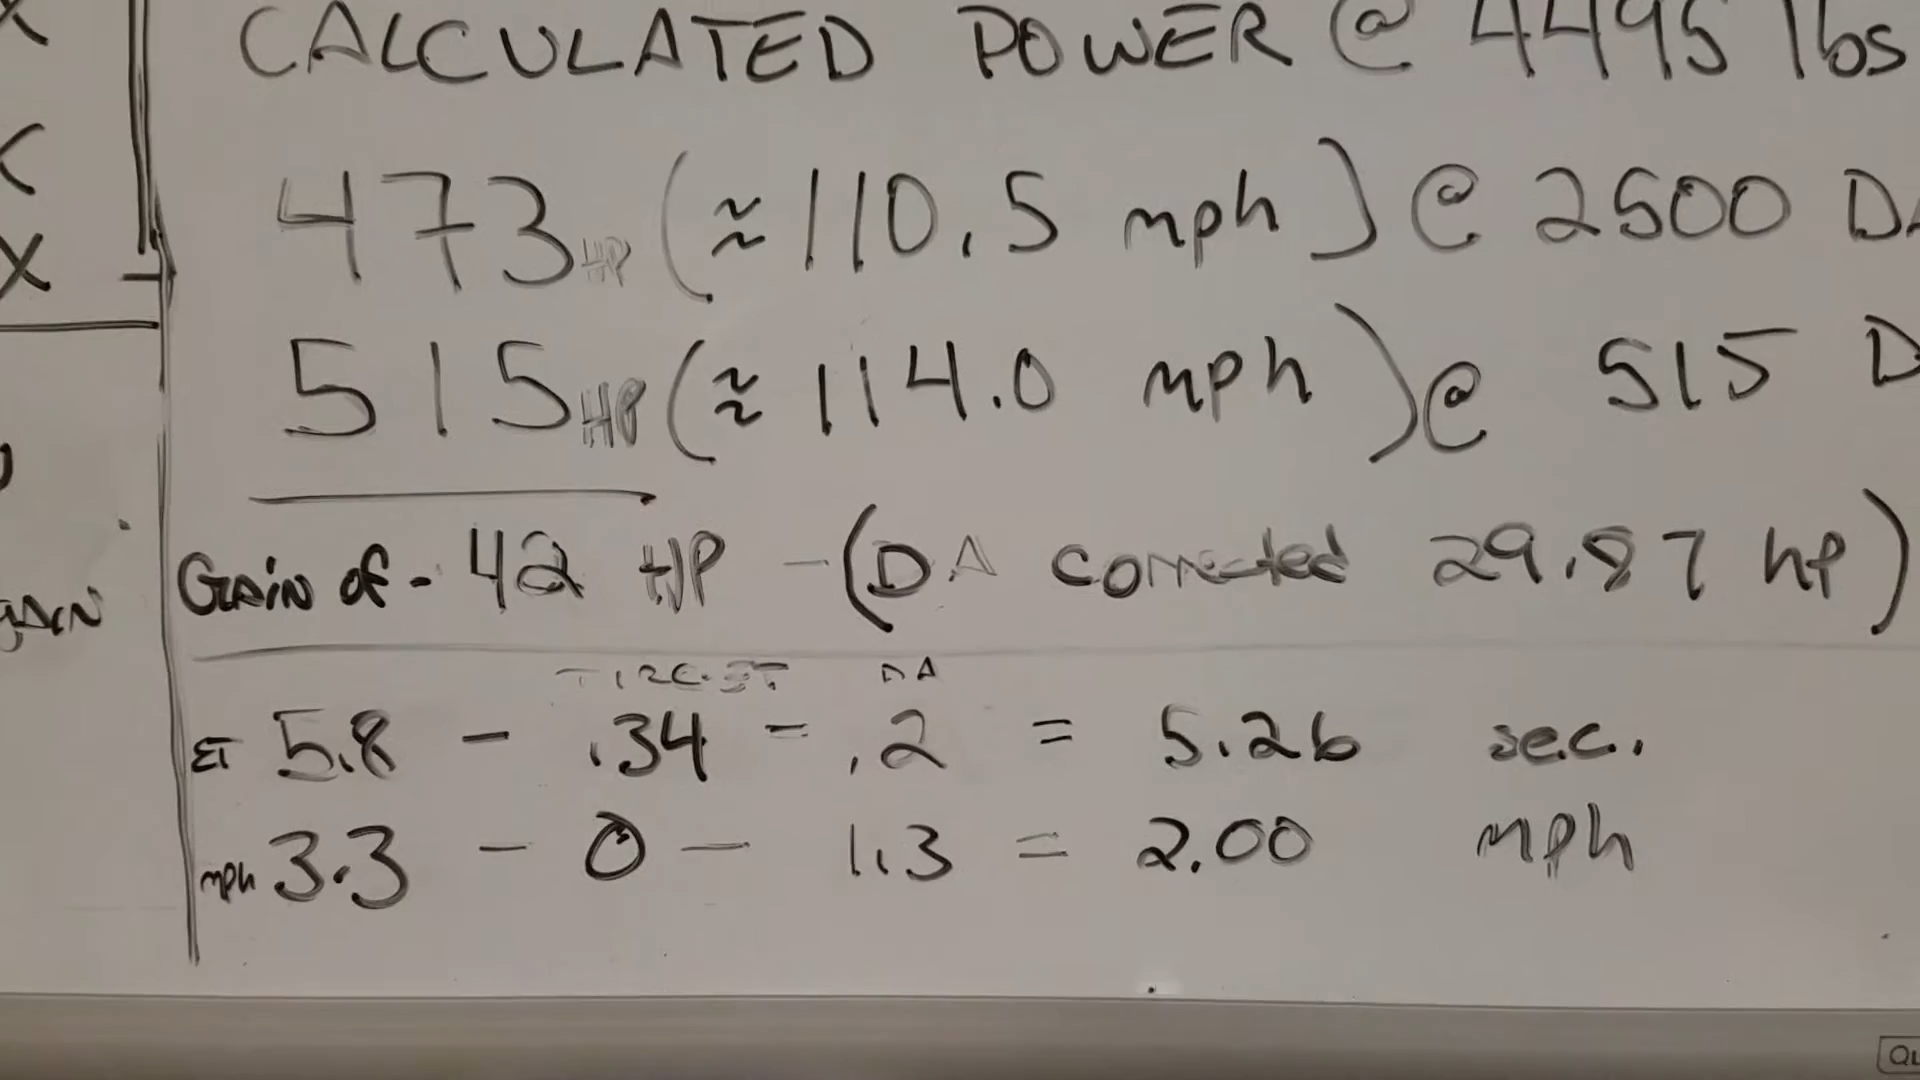 CALCULATED POWER @ 4495 lbs
473 HP (≈ 110.5 mph) @ 2500 DA
515 HP (≈ 114.0 mph) @ 515 D
Gain of - 42 HP - (DA corrected 29.87 hp)
GAIN
DA
ET 5.8 - .34 - .2 = 5.26 sec.
mph 3.3 - 0 - 1.3 = 2.00 mph